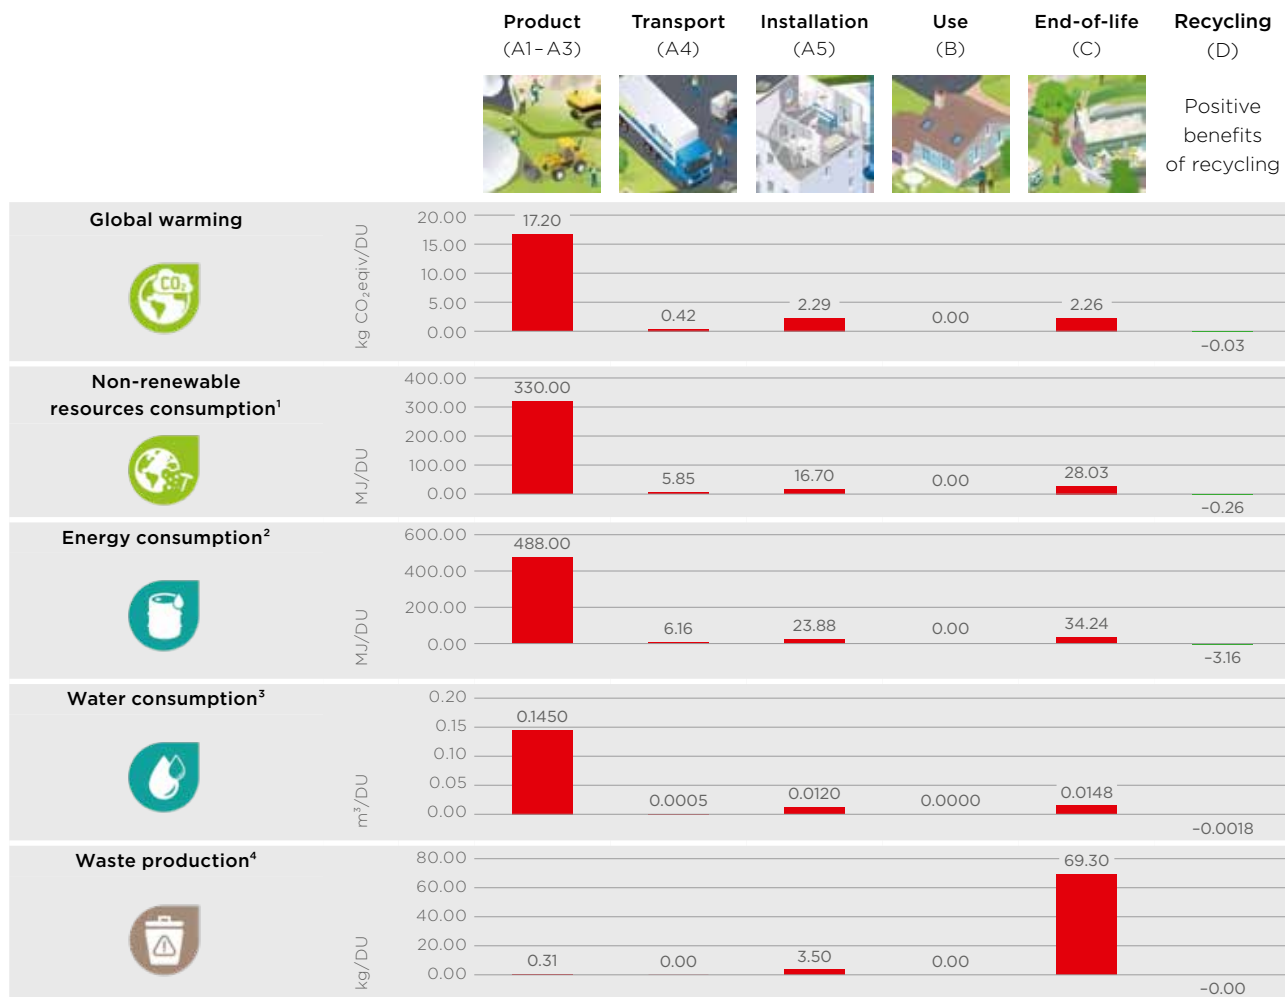 Product Transport Installation Use End-of-life Recycling
(A1–A3) (A4) (A5) (B) (C) (D)
Positive
benefits
of recycling
Global warming
CO₂
kg CO₂eqiv/DU
20.00
15.00
10.00
5.00
0.00
17.20 0.42 2.29 0.00 2.26 –0.03
Non-renewable
resources consumption¹
MJ/DU
400.00
300.00
200.00
100.00
0.00
330.00 5.85 16.70 0.00 28.03 –0.26
Energy consumption²
MJ/DU
600.00
400.00
200.00
0.00
488.00 6.16 23.88 0.00 34.24 –3.16
Water consumption³
m³/DU
0.20
0.15
0.10
0.05
0.00
0.1450 0.0005 0.0120 0.0000 0.0148 –0.0018
Waste production⁴
kg/DU
80.00
60.00
40.00
20.00
0.00
0.31 0.00 3.50 0.00 69.30 –0.00